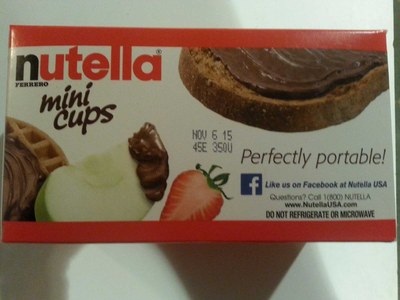 nutella®
FERRERO
mini
cups
NOV 6 15
45E 350U
Perfectly portable!
f Like us on Facebook at Nutella USA
Questions? Call 1(800) NUTELLA
www.NutellaUSA.com
DO NOT REFRIGERATE OR MICROWAVE